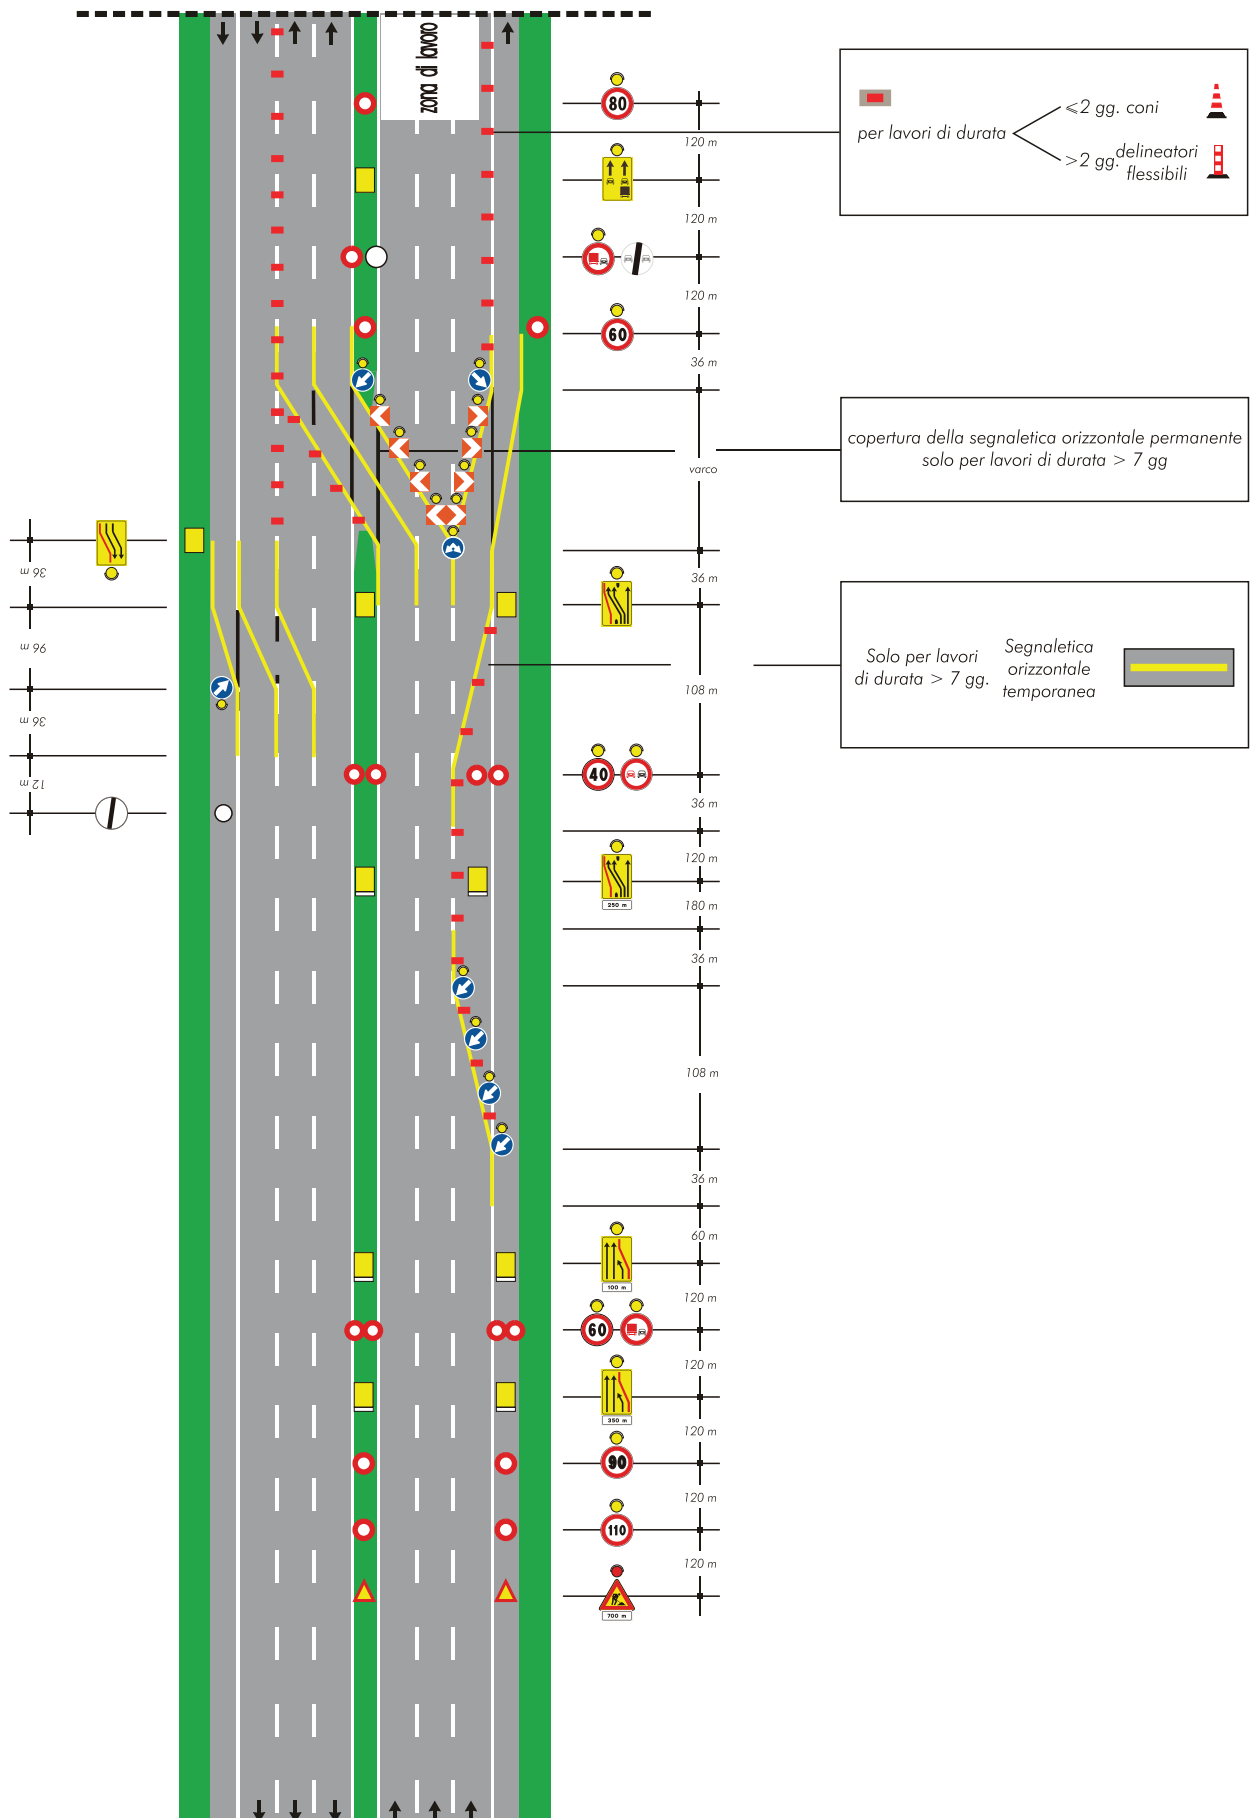 zona di lavoro
80
120 m
120 m
120 m
60
36 m
varco
36 m
108 m
40
36 m
120 m
250 m
180 m
36 m
108 m
36 m
60 m
100 m
120 m
60
120 m
350 m
120 m
90
120 m
110
120 m
700 m
36 m
96 m
36 m
12 m
per lavori di durata
≤2 gg. coni
>2 gg. delineatori
flessibili
copertura della segnaletica orizzontale permanente
solo per lavori di durata > 7 gg
Solo per lavori
di durata > 7 gg.
Segnaletica
orizzontale
temporanea